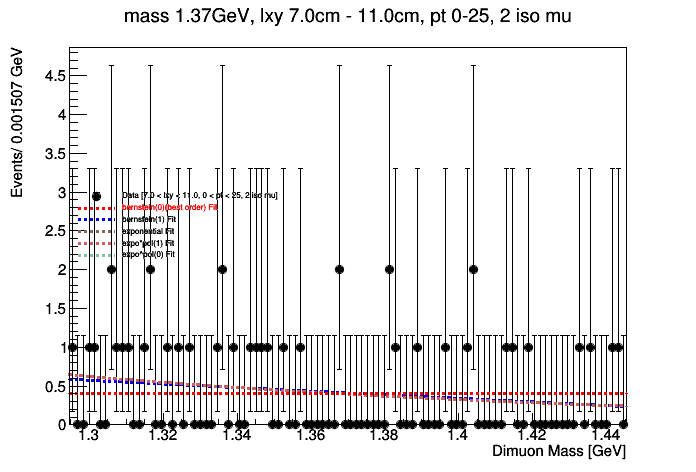 mass 1.37GeV, lxy 7.0cm - 11.0cm, pt 0-25, 2 iso mu
Events/ 0.001507 GeV
4.5
4
3.5
3
2.5
2
1.5
1
0.5
0
Data [7.0 < lxy < 11.0, 0 < pt < 25, 2 iso mu]
bernstein(0)(best order) Fit
bernstein(1) Fit
exponential Fit
expo*pol(1) Fit
expo*pol(0) Fit
1.3 1.32 1.34 1.36 1.38 1.4 1.42 1.44
Dimuon Mass [GeV]